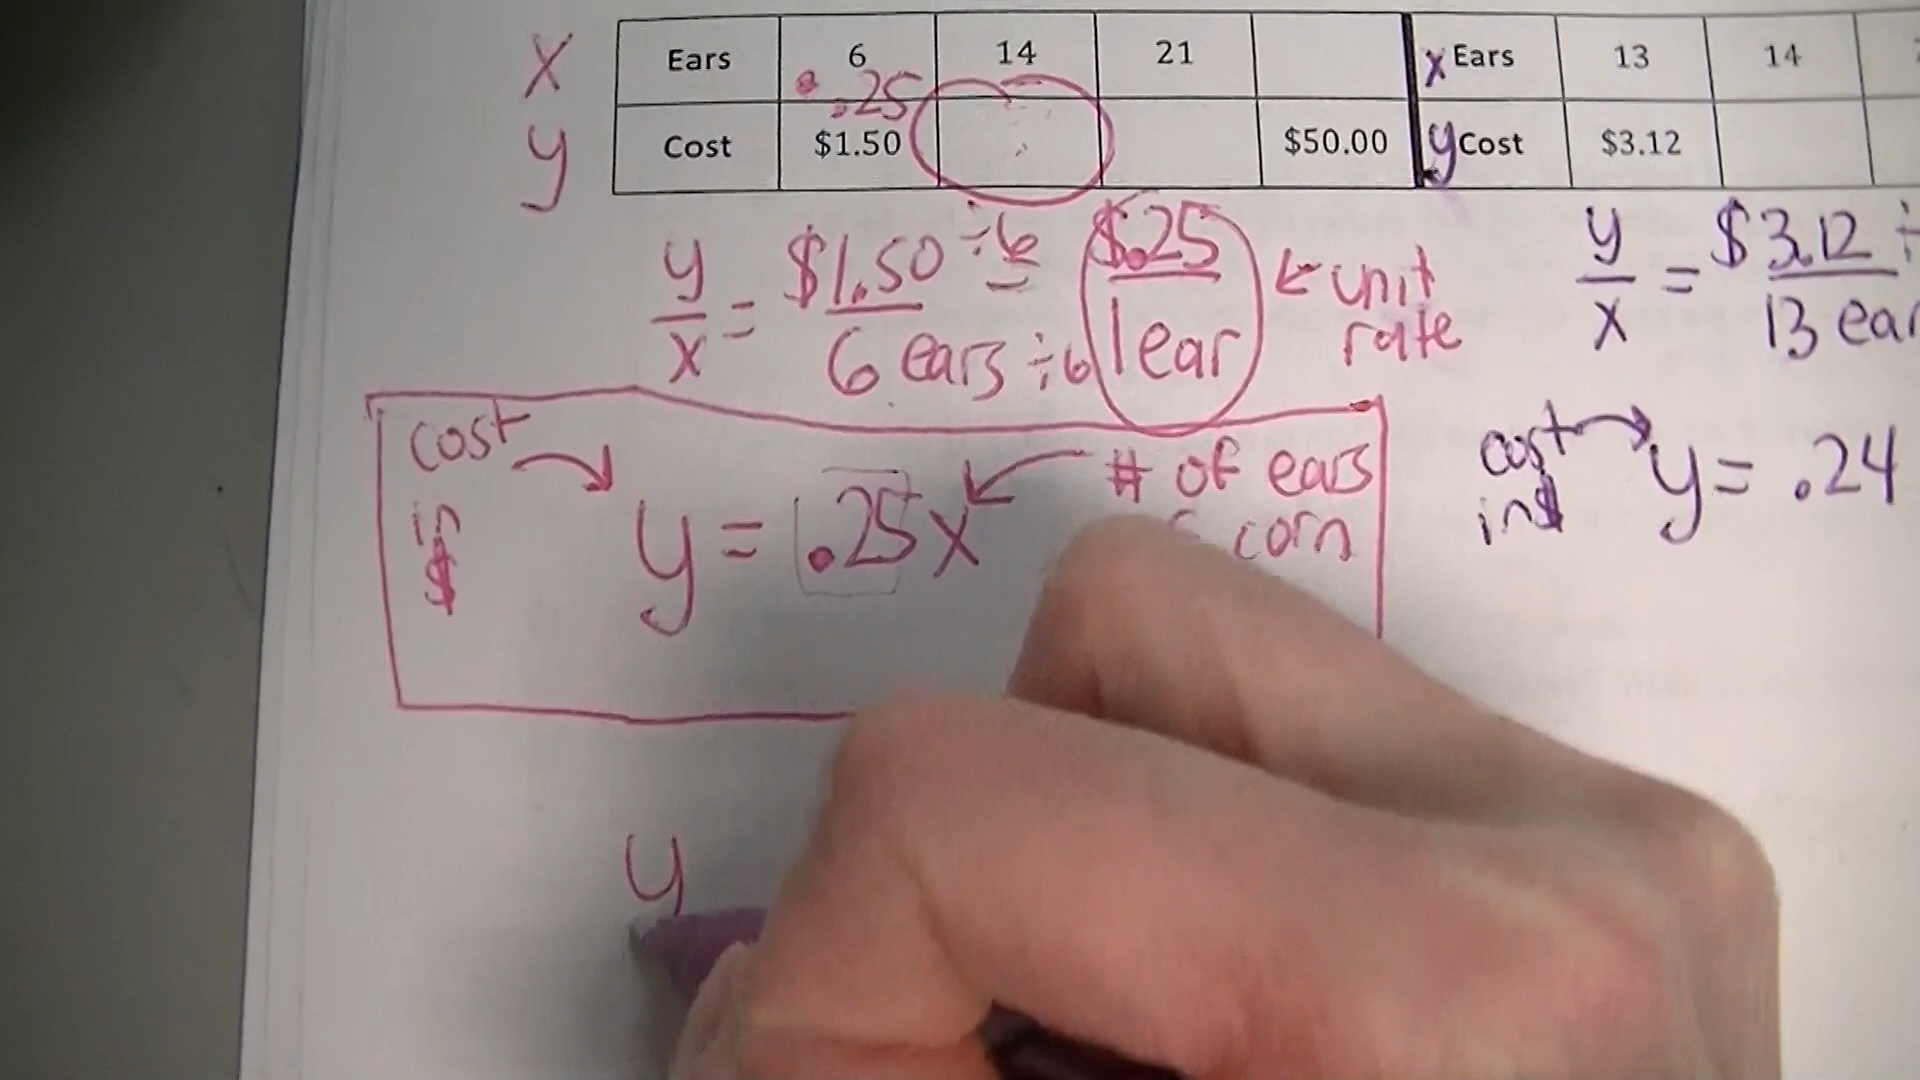 x Ears 6 14 21 x Ears 13 14
.25
y Cost $1.50 $50.00 y Cost $3.12
y/x = $1.50 ÷6 / 6 ears ÷6 = $.25 / 1 ear ← unit rate
y/x = $3.12 ÷ / 13 ear
cost in $ → y = .25x ← # of ears corn
cost in $ → y = .24
y